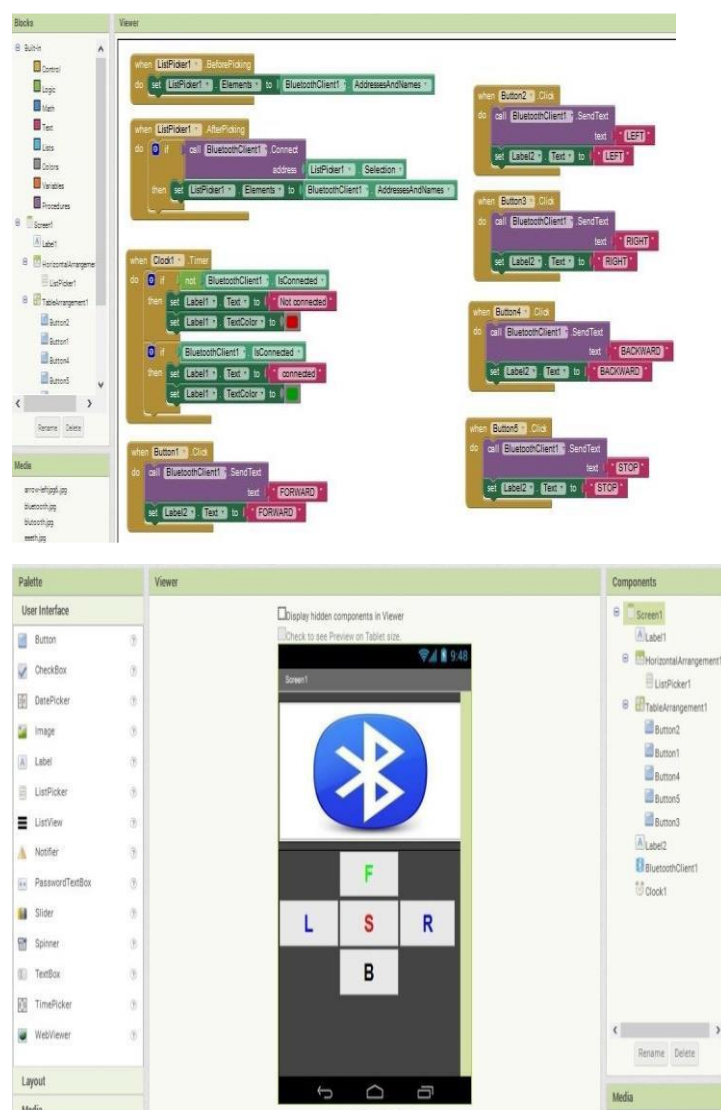 Blocks
Viewer
Built-in
Control
Logic
Math
Text
Lists
Colors
Variables
Procedures
Screen1
Label1
HorizontalArrangeme
ListPicker1
TableArrangement1
Button2
Button1
Button4
Button5
Rename Delete
Media
bluetooth.jpg
blutooth.jpg
when ListPicker1 .BeforePicking
do set ListPicker1 . Elements to BluetoothClient1 . AddressesAndNames
when ListPicker1 .AfterPicking
do if call BluetoothClient1 .Connect
address ListPicker1 . Selection
then set ListPicker1 . Elements to BluetoothClient1 . AddressesAndNames
when Clock1 .Timer
do if not BluetoothClient1 . IsConnected
then set Label1 . Text to " Not connected "
set Label1 . TextColor to
if BluetoothClient1 . IsConnected
then set Label1 . Text to " connected "
set Label1 . TextColor to
when Button1 .Click
do call BluetoothClient1 .SendText
text " FORWARD "
set Label2 . Text to " FORWARD "
when Button2 .Click
do call BluetoothClient1 .SendText
text " LEFT "
set Label2 . Text to " LEFT "
when Button3 .Click
do call BluetoothClient1 .SendText
text " RIGHT "
set Label2 . Text to " RIGHT "
when Button4 .Click
do call BluetoothClient1 .SendText
text " BACKWARD "
set Label2 . Text to " BACKWARD "
when Button5 .Click
do call BluetoothClient1 .SendText
text " STOP "
set Label2 . Text to " STOP "
Palette
User Interface
Button
CheckBox
DatePicker
Image
Label
ListPicker
ListView
Notifier
PasswordTextBox
Slider
Spinner
TextBox
TimePicker
WebViewer
Layout
Media
Viewer
Display hidden components in Viewer
Check to see Preview on Tablet size.
9:48
Screen1
F
L S R
B
Components
Screen1
Label1
HorizontalArrangement1
ListPicker1
TableArrangement1
Button2
Button1
Button4
Button5
Button3
Label2
BluetoothClient1
Clock1
Rename Delete
Media